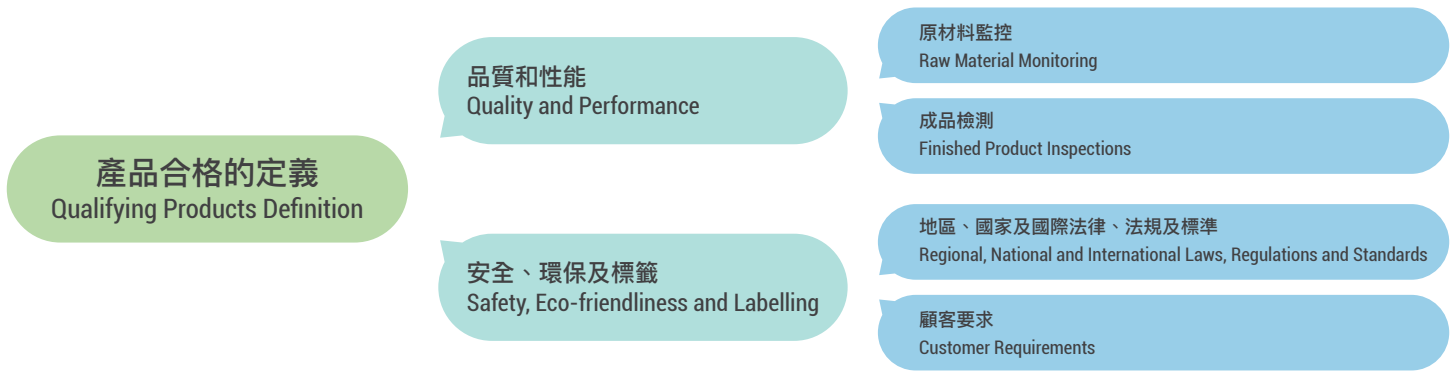 產品合格的定義
Qualifying Products Definition
品質和性能
Quality and Performance
原材料監控
Raw Material Monitoring
成品檢測
Finished Product Inspections
安全、環保及標籤
Safety, Eco-friendliness and Labelling
地區、國家及國際法律、法規及標準
Regional, National and International Laws, Regulations and Standards
顧客要求
Customer Requirements